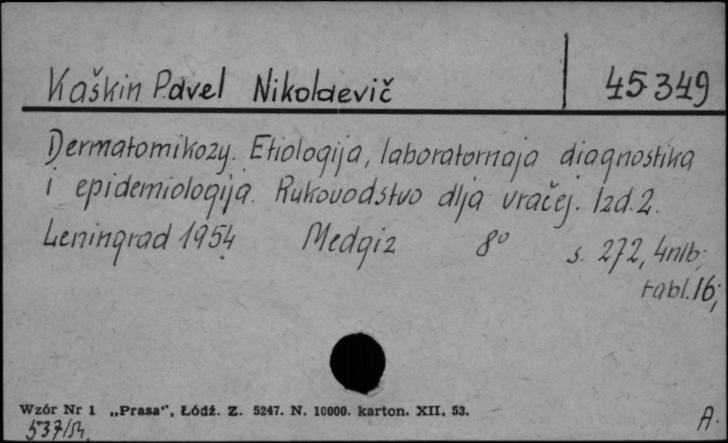 Kaškin Pavel Nikolaevič 45349
Dermatomikozy. Etiologija, laboratornaja diagnostika
i epidemiologija. Rukovodstvo dlja vračej. Izd. 2.
Leningrad 1954 Medgiz 8° s. 272, 4nlb;
tabl. 16;
Wzór Nr 1 „Prasa", Łódź. Z. 5247. N. 10000. karton. XII. 53.
537/54. A.